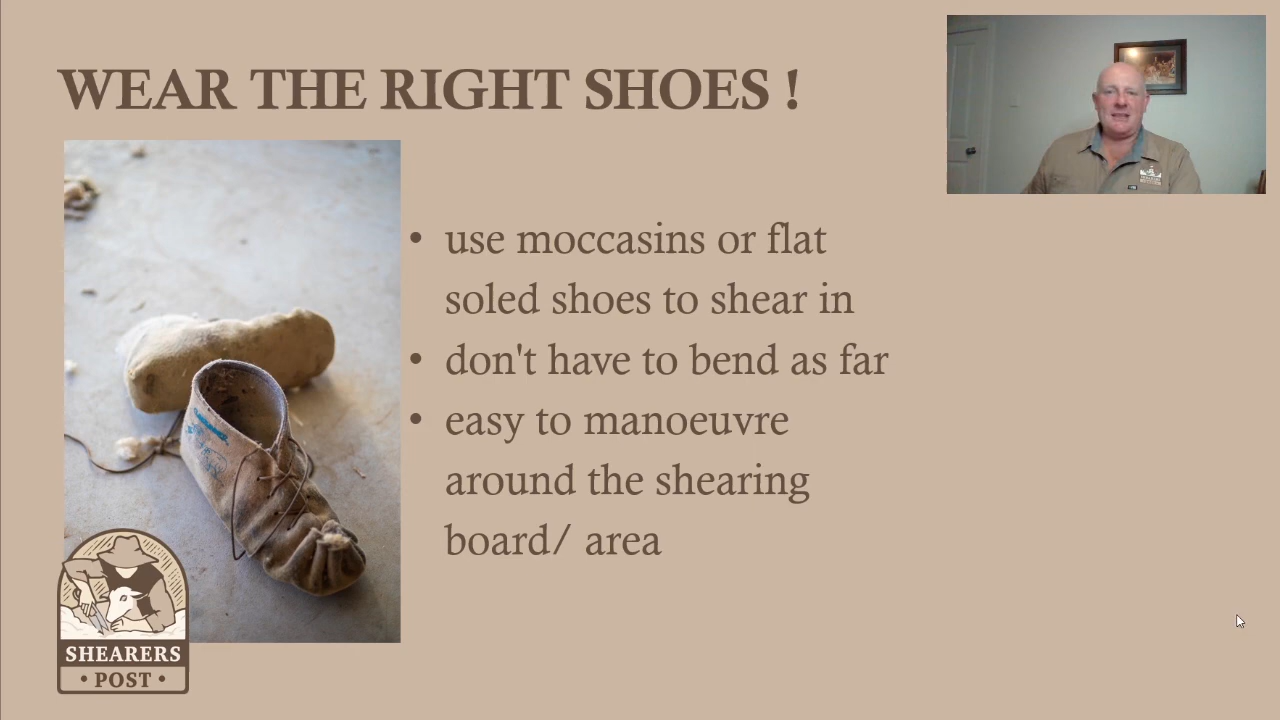 WEAR THE RIGHT SHOES !
• use moccasins or flat
soled shoes to shear in
• don't have to bend as far
• easy to manoeuvre
around the shearing
board/ area
SHEARERS
• POST •